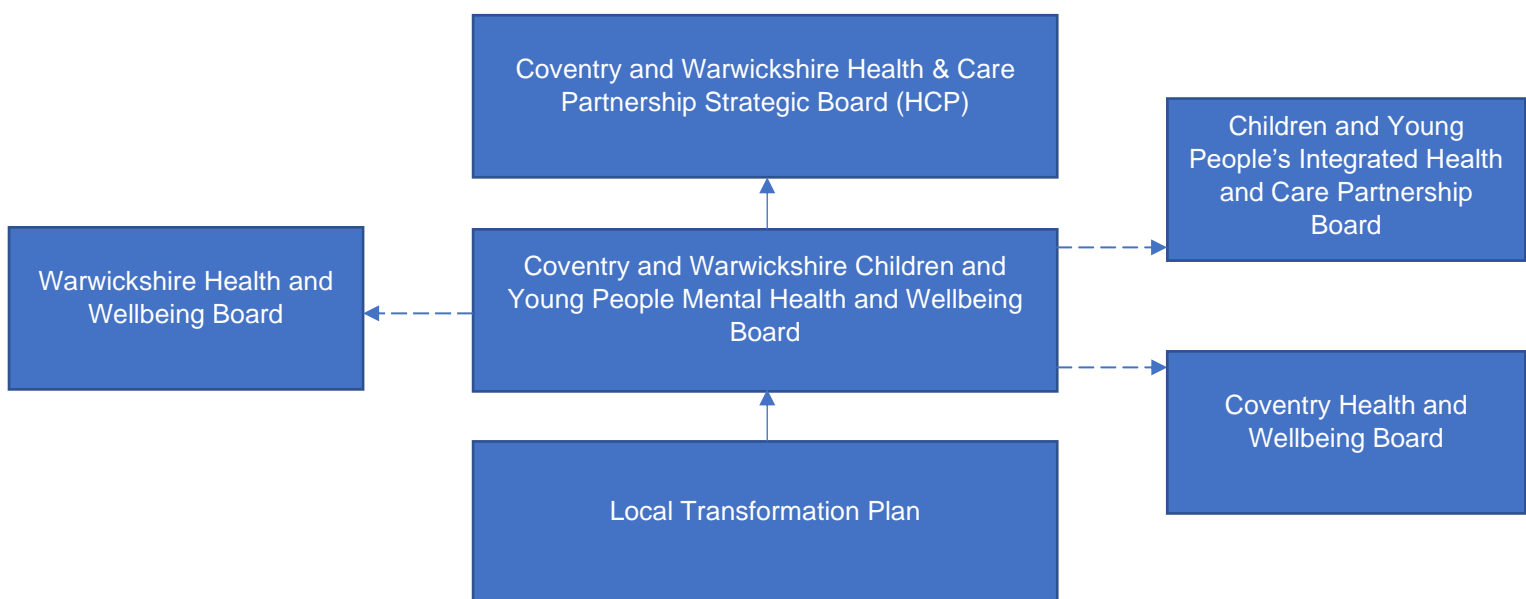 Coventry and Warwickshire Health & Care
Partnership Strategic Board (HCP)
Children and Young
People’s Integrated Health
and Care Partnership
Board
Warwickshire Health and
Wellbeing Board
Coventry and Warwickshire Children and
Young People Mental Health and Wellbeing
Board
Coventry Health and
Wellbeing Board
Local Transformation Plan